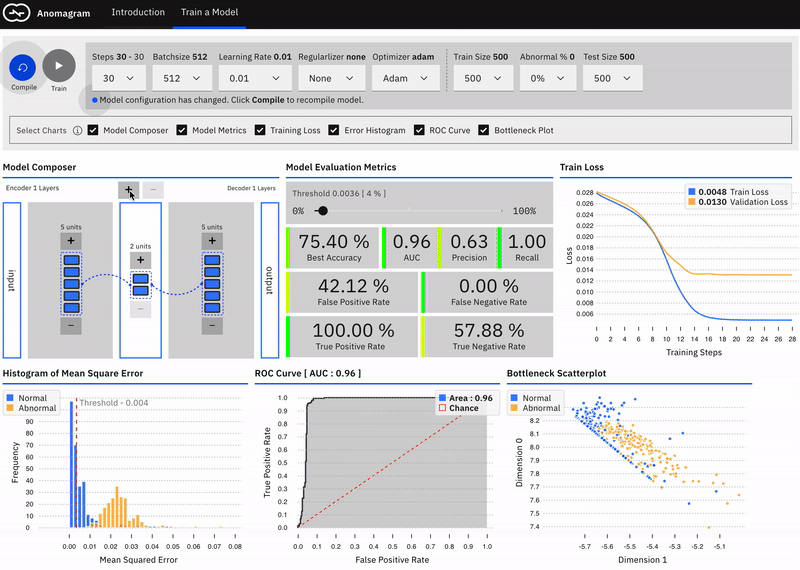 Anomagram Introduction Train a Model
Steps 30 - 30 Batchsize 512 Learning Rate 0.01 Regularizer none Optimizer adam Train Size 500 Abnormal % 0 Test Size 500
30 512 0.01 None Adam 500 0% 500
Compile Train
Model configuration has changed. Click Compile to recompile model.
Select Charts Model Composer Model Metrics Training Loss Error Histogram ROC Curve Bottleneck Plot
Model Composer
Encoder 1 Layers + − Decoder 1 Layers
input
5 units
+
−
2 units
+
−
5 units
+
−
output
Model Evaluation Metrics
Threshold 0.0036 [ 4 % ]
0% 100%
75.40 % 0.96 0.63 1.00
Best Accuracy AUC Precision Recall
42.12 % 0.00 %
False Positive Rate False Negative Rate
100.00 % 57.88 %
True Positive Rate True Negative Rate
Train Loss
0.0048 Train Loss
0.0130 Validation Loss
Loss
0.028
0.026
0.024
0.022
0.020
0.018
0.016
0.014
0.012
0.010
0.008
0.006
0 2 4 6 8 10 12 14 16 18 20 22 24 26 28
Training Steps
Histogram of Mean Square Error
Normal
Abnormal
Threshold - 0.004
Frequency
90
80
70
60
50
40
30
20
10
0
0.00 0.01 0.02 0.03 0.04 0.05 0.06 0.07 0.08
Mean Squared Error
ROC Curve [ AUC : 0.96 ]
Area : 0.96
Chance
True Positive Rate
1.0
0.9
0.8
0.7
0.6
0.5
0.4
0.3
0.2
0.1
0.0
0.0 0.1 0.2 0.3 0.4 0.5 0.6 0.7 0.8 0.9 1.0
False Positive Rate
Bottleneck Scatterplot
Normal
Abnormal
Dimension 0
8.2
8.1
8.0
7.9
7.8
7.7
7.6
7.5
7.4
-5.7 -5.6 -5.5 -5.4 -5.3 -5.2 -5.1
Dimension 1